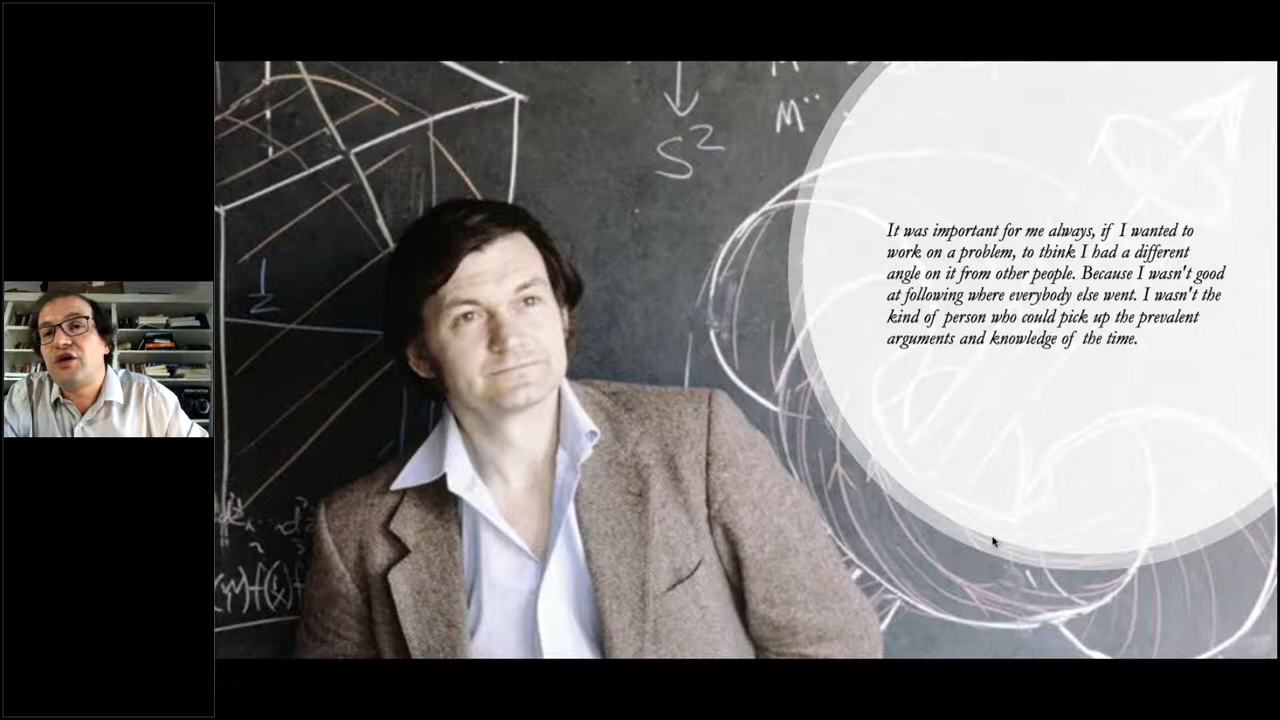 S²
M¨
1/2
It was important for me always, if I wanted to
work on a problem, to think I had a different
angle on it from other people. Because I wasn't good
at following where everybody else went. I wasn't the
kind of person who could pick up the prevalent
arguments and knowledge of the time.